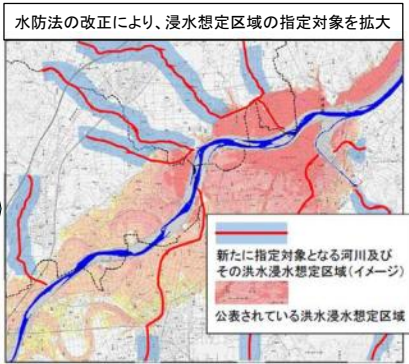 水防法の改正により、浸水想定区域の指定対象を拡大
新たに指定対象となる河川及び
その洪水浸水想定区域(イメージ)
公表されている洪水浸水想定区域